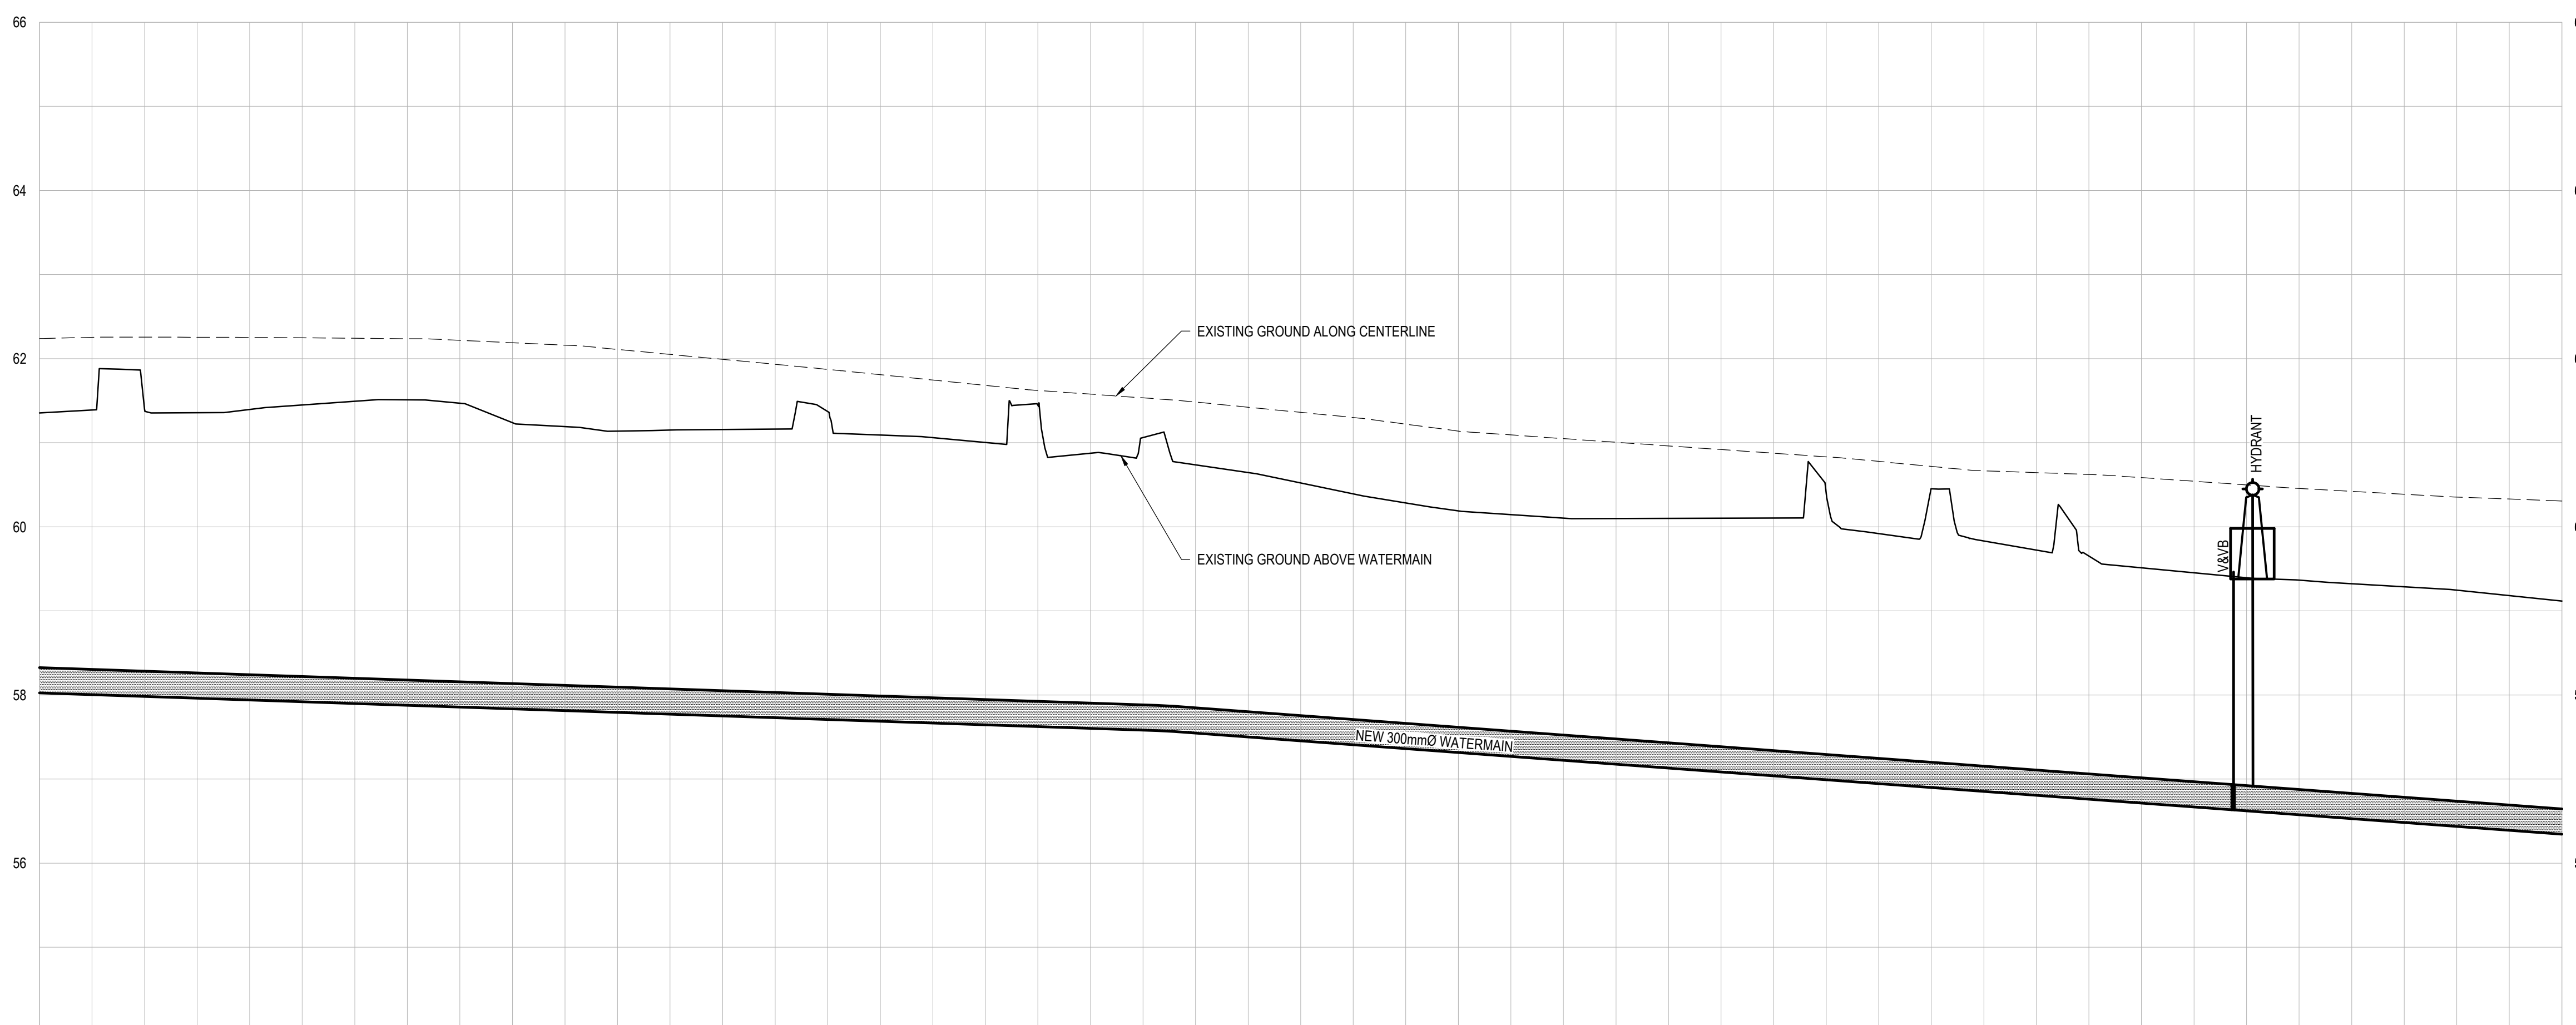 66
64
62
EXISTING GROUND ALONG CENTERLINE
HYDRANT
60
V&VB
EXISTING GROUND ABOVE WATERMAIN
58
NEW 300mmØ WATERMAIN
56